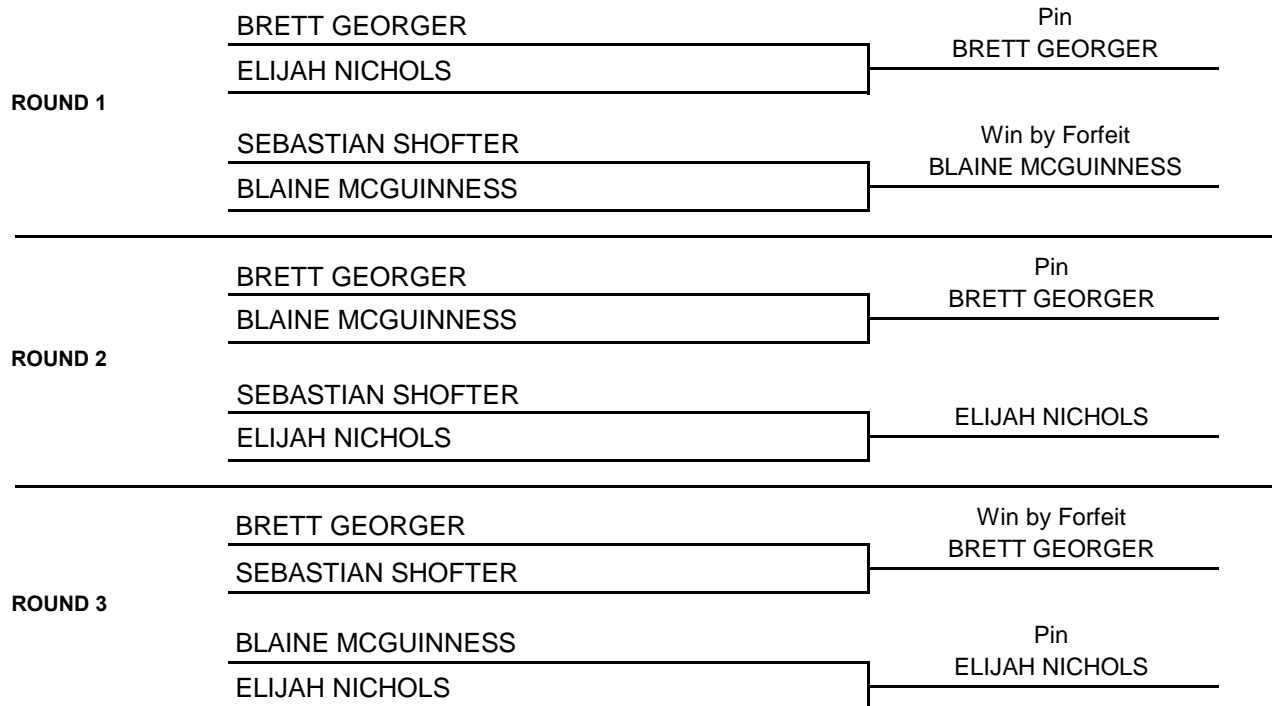 BRETT GEORGER
Pin
BRETT GEORGER
ELIJAH NICHOLS
ROUND 1
SEBASTIAN SHOFTER
Win by Forfeit
BLAINE MCGUINNESS
BLAINE MCGUINNESS
BRETT GEORGER
Pin
BRETT GEORGER
BLAINE MCGUINNESS
ROUND 2
SEBASTIAN SHOFTER
ELIJAH NICHOLS
ELIJAH NICHOLS
BRETT GEORGER
Win by Forfeit
BRETT GEORGER
SEBASTIAN SHOFTER
ROUND 3
BLAINE MCGUINNESS
Pin
ELIJAH NICHOLS
ELIJAH NICHOLS